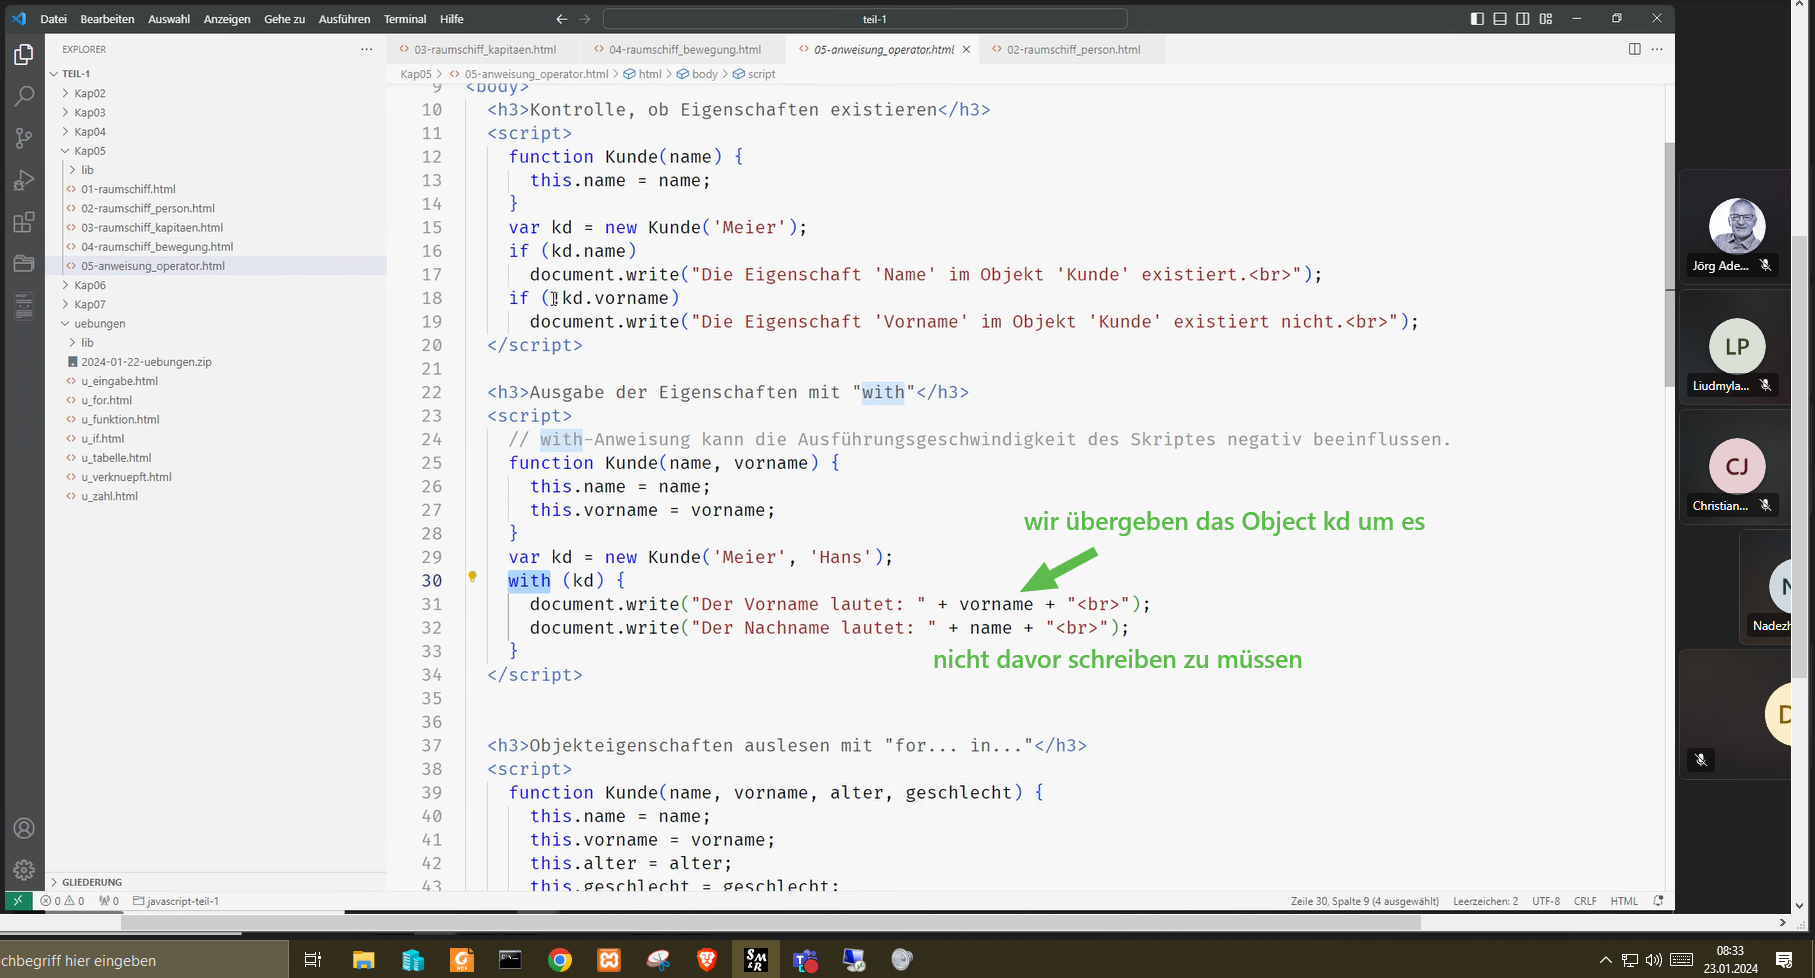 Datei Bearbeiten Auswahl Anzeigen Gehe zu Ausführen Terminal Hilfe
teil-1
EXPLORER
03-raumschiff_kapitaen.html 04-raumschiff_bewegung.html 05-anweisung_operator.html 02-raumschiff_person.html
Kap05 > 05-anweisung_operator.html > html > body > script
TEIL-1
Kap02
Kap03
Kap04
Kap05
lib
01-raumschiff.html
02-raumschiff_person.html
03-raumschiff_kapitaen.html
04-raumschiff_bewegung.html
05-anweisung_operator.html
Kap06
Kap07
uebungen
lib
2024-01-22-uebungen.zip
u_eingabe.html
u_for.html
u_funktion.html
u_if.html
u_tabelle.html
u_verknuepft.html
u_zahl.html
GLIEDERUNG
9 <body>
10 <h3>Kontrolle, ob Eigenschaften existieren</h3>
11 <script>
12 function Kunde(name) {
13 this.name = name;
14 }
15 var kd = new Kunde('Meier');
16 if (kd.name)
17 document.write("Die Eigenschaft 'Name' im Objekt 'Kunde' existiert.<br>");
18 if (!kd.vorname)
19 document.write("Die Eigenschaft 'Vorname' im Objekt 'Kunde' existiert nicht.<br>");
20 </script>
21
22 <h3>Ausgabe der Eigenschaften mit "with"</h3>
23 <script>
24 // with-Anweisung kann die Ausführungsgeschwindigkeit des Skriptes negativ beeinflussen.
25 function Kunde(name, vorname) {
26 this.name = name;
27 this.vorname = vorname;
28 }
wir übergeben das Object kd um es
29 var kd = new Kunde('Meier', 'Hans');
30 with (kd) {
31 document.write("Der Vorname lautet: " + vorname + "<br>");
32 document.write("Der Nachname lautet: " + name + "<br>");
33 }
nicht davor schreiben zu müssen
34 </script>
35
36
37 <h3>Objekteigenschaften auslesen mit "for... in..."</h3>
38 <script>
39 function Kunde(name, vorname, alter, geschlecht) {
40 this.name = name;
41 this.vorname = vorname;
42 this.alter = alter;
43 this.geschlecht = geschlecht;
Jörg Ade...
LP
Liudmyla...
CJ
Christian...
N
Nadezh
D
0 0 0 javascript-teil-1
Zeile 30, Spalte 9 (4 ausgewählt) Leerzeichen: 2 UTF-8 CRLF HTML
chbegriff hier eingeben
SM&R
08:33
23.01.2024